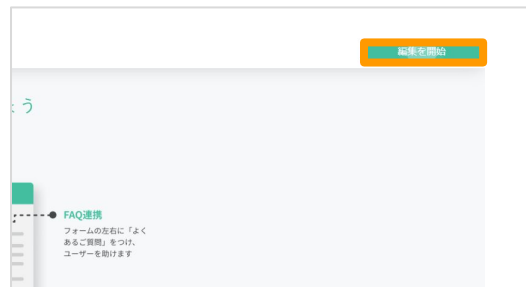 編集を開始
ょう
FAQ連携
フォームの左右に「よく
あるご質問」をつけ、
ユーザーを助けます